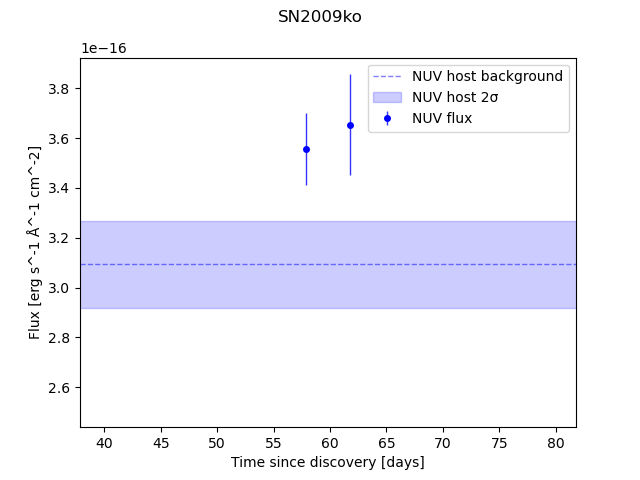 SN2009ko
1e−16
NUV host background
NUV host 2σ
NUV flux
3.8
3.6
3.4
3.2
3.0
2.8
2.6
Flux [erg s^-1 Å^-1 cm^-2]
40 45 50 55 60 65 70 75 80
Time since discovery [days]